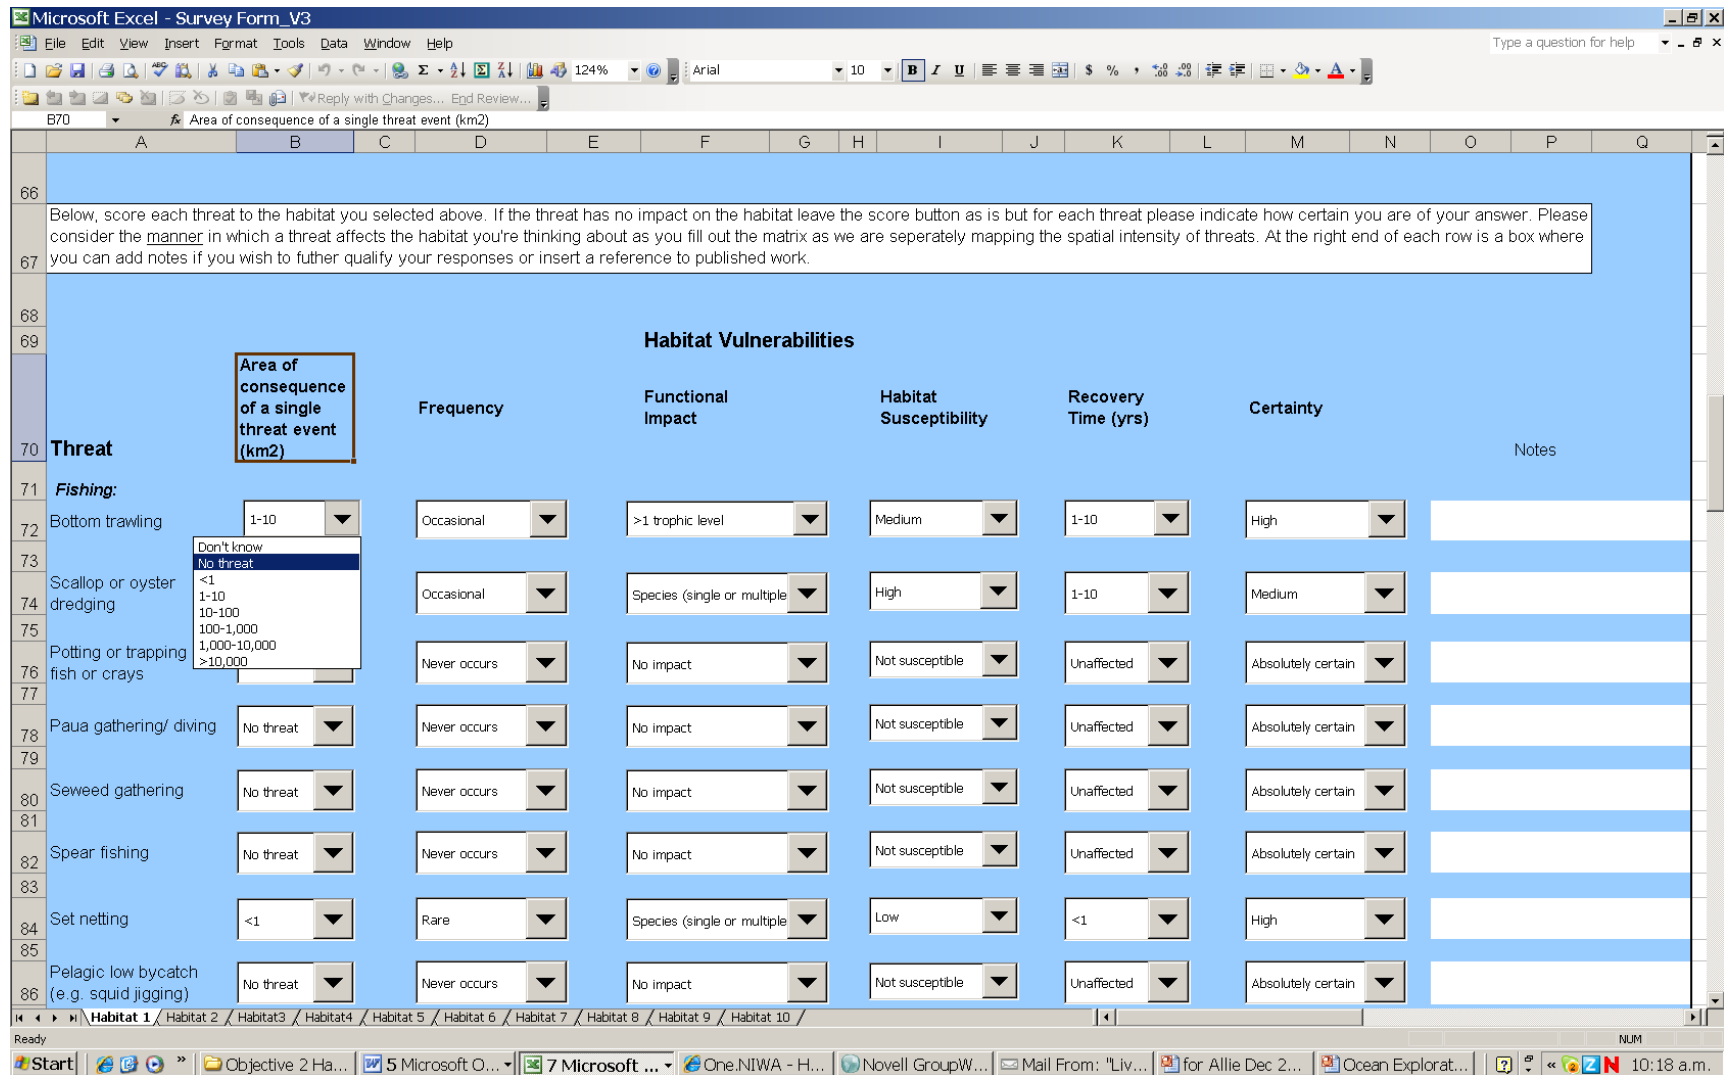 Microsoft Excel - Survey Form_V3
File Edit View Insert Format Tools Data Window Help Type a question for help
124% Arial 10 B I U $ % ,
Reply with Changes... End Review...
B70 fx Area of consequence of a single threat event (km2)
A B C D E F G H I J K L M N O P Q
66
67 Below, score each threat to the habitat you selected above. If the threat has no impact on the habitat leave the score button as is but for each threat please indicate how certain you are of your answer. Please
consider the manner in which a threat affects the habitat you're thinking about as you fill out the matrix as we are seperately mapping the spatial intensity of threats. At the right end of each row is a box where
you can add notes if you wish to futher qualify your responses or insert a reference to published work.
68
69 Habitat Vulnerabilities
70 Threat
Area of
consequence
of a single
threat event
(km2)
Frequency
Functional
Impact
Habitat
Susceptibility
Recovery
Time (yrs)
Certainty
Notes
71 Fishing:
72 Bottom trawling 1-10 Occasional >1 trophic level Medium 1-10 High
Don't know
No threat
<1
1-10
10-100
100-1,000
1,000-10,000
>10,000
73
Scallop or oyster
74 dredging Occasional Species (single or multiple High 1-10 Medium
75
Potting or trapping
76 fish or crays Never occurs No impact Not susceptible Unaffected Absolutely certain
77
78 Paua gathering/ diving No threat Never occurs No impact Not susceptible Unaffected Absolutely certain
79
80 Seweed gathering No threat Never occurs No impact Not susceptible Unaffected Absolutely certain
81
82 Spear fishing No threat Never occurs No impact Not susceptible Unaffected Absolutely certain
83
84 Set netting <1 Rare Species (single or multiple Low <1 High
85
Pelagic low bycatch
86 (e.g. squid jigging) No threat Never occurs No impact Not susceptible Unaffected Absolutely certain
Habitat 1 Habitat 2 Habitat3 Habitat4 Habitat 5 Habitat 6 Habitat 7 Habitat 8 Habitat 9 Habitat 10
Ready NUM
Start Objective 2 Ha... 5 Microsoft O... 7 Microsoft ... One.NIWA - H... Novell GroupW... Mail From: "Liv... for Allie Dec 2... Ocean Explorat... 10:18 a.m.